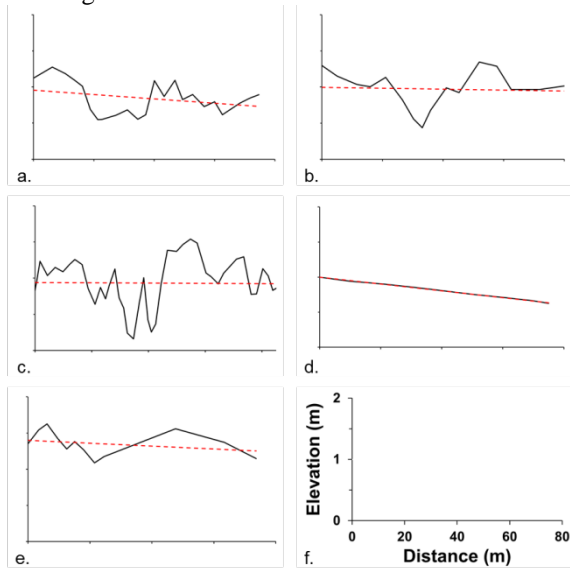 a.
b.
c.
d.
e.
f.
Elevation (m)
2
1
0
0 20 40 60 80
Distance (m)